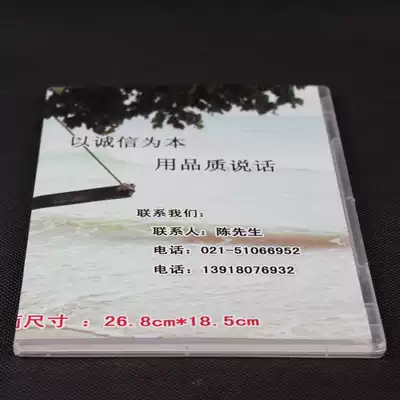 以诚信为本
用品质说话
联系我们：
联系人：陈先生
电话：021-51066952
电话：13918076932
尺寸 ：26.8cm*18.5cm